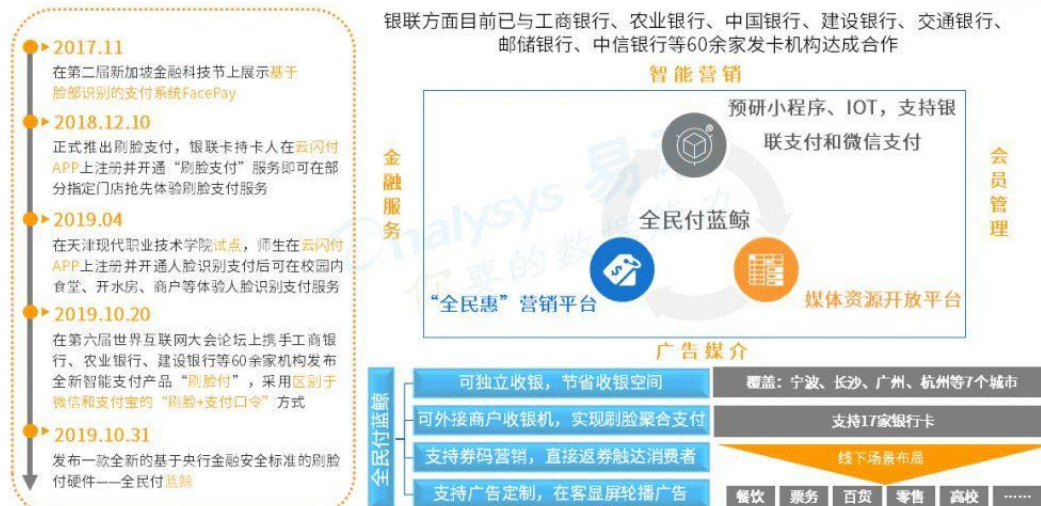 2017.11
在第二届新加坡金融科技节上展示基于
脸部识别的支付系统FacePay
2018.12.10
正式推出刷脸支付，银联卡持卡人在云闪付
APP上注册并开通“刷脸支付”服务即可在部
分指定门店抢先体验刷脸支付服务
2019.04
在天津现代职业技术学院试点，师生在云闪付
APP上注册并开通人脸识别支付后可在校园内
食堂、开水房、商户等体验人脸识别支付服务
2019.10.20
在第六届世界互联网大会论坛上携手工商银
行、农业银行、建设银行等60余家机构发布
全新智能支付产品“刷脸付”，采用区别于
微信和支付宝的“刷脸+支付口令”方式
2019.10.31
发布一款全新的基于央行金融安全标准的刷脸
付硬件——全民付蓝鲸
银联方面目前已与工商银行、农业银行、中国银行、建设银行、交通银行、
邮储银行、中信银行等60余家发卡机构达成合作
智能营销
金融服务
预研小程序、IOT，支持银
联支付和微信支付
全民付蓝鲸
“全民惠”营销平台
媒体资源开放平台
会员管理
广告媒介
nalysys 易
你要的数据能力
全民付蓝鲸
可独立收银，节省收银空间
可外接商户收银机，实现刷脸聚合支付
支持券码营销，直接返券触达消费者
支持广告定制，在客显屏轮播广告
覆盖：宁波、长沙、广州、杭州等7个城市
支持17家银行卡
线下场景布局
餐饮 票务 百货 零售 高校 ……